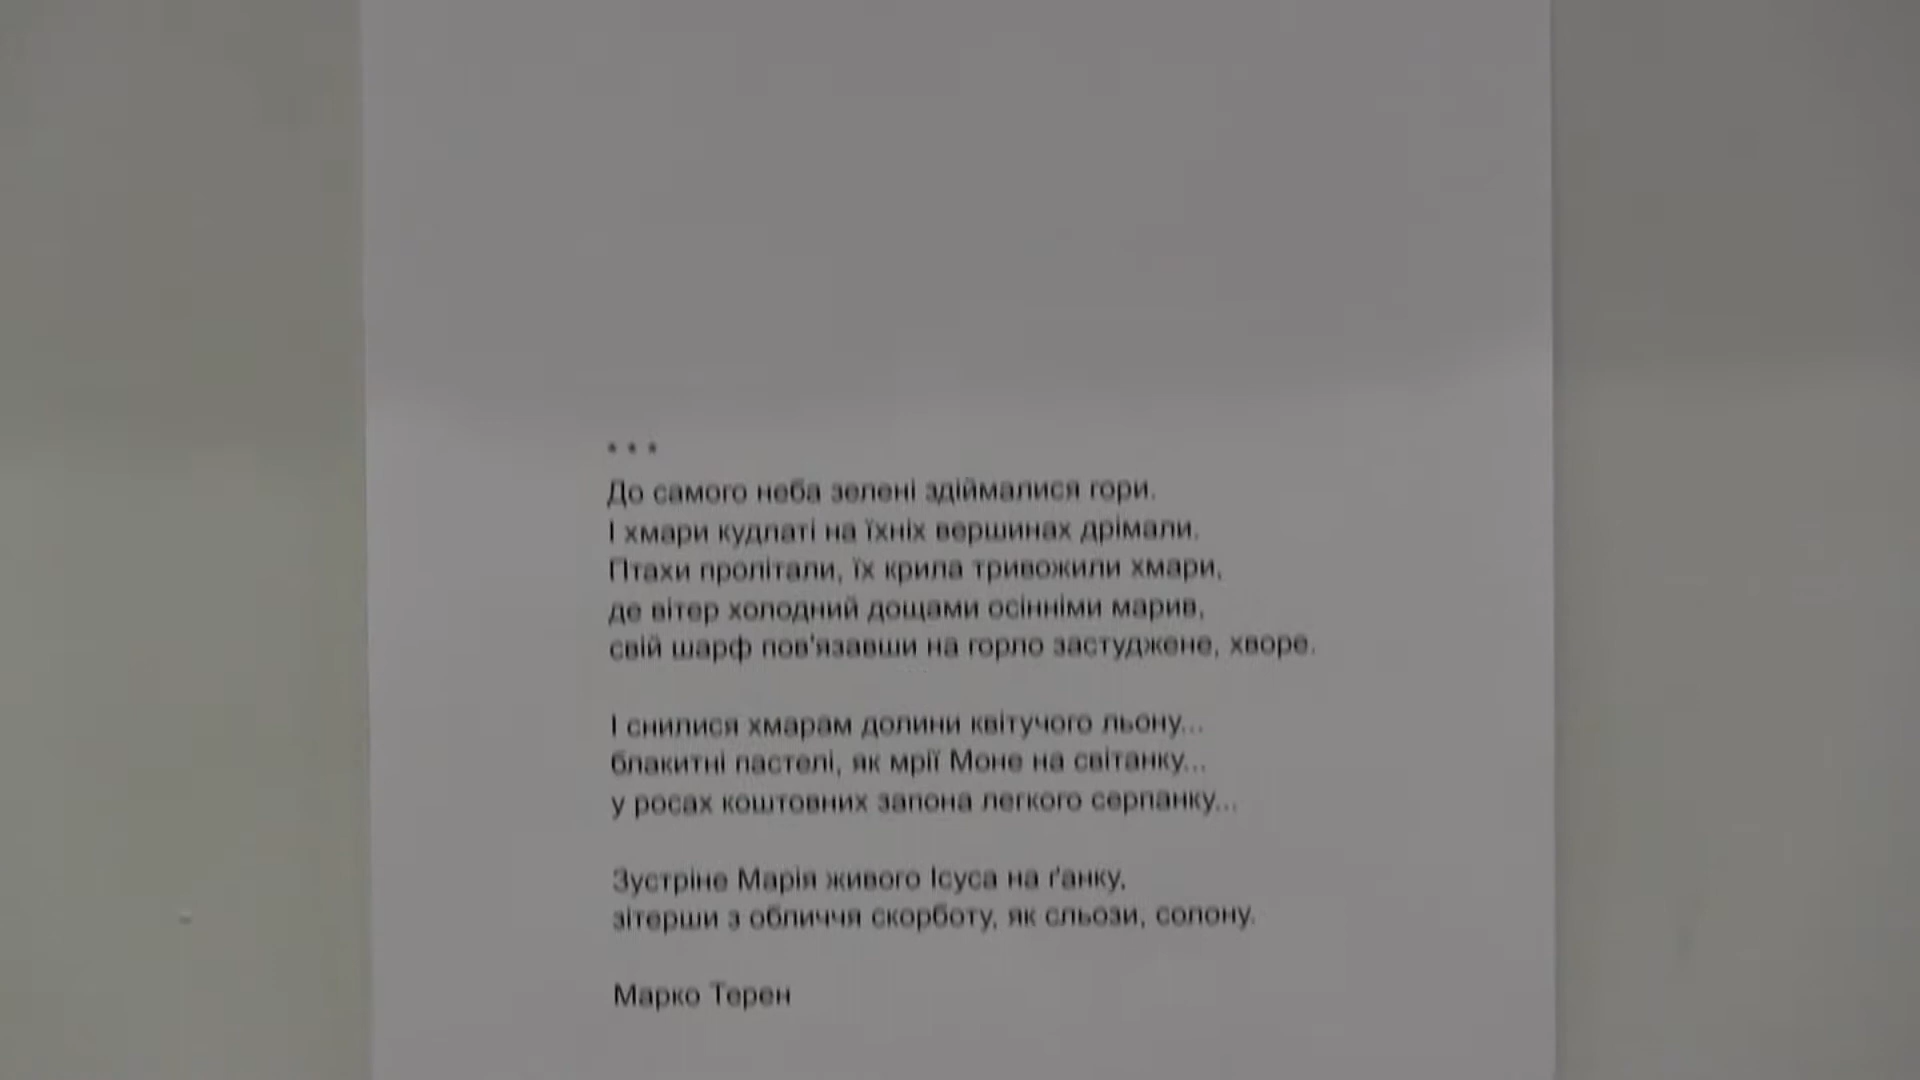 * * *
До самого неба зелені здіймалися гори.
І хмари кудлаті на їхніх вершинах дрімали.
Птахи пролітали, їх крила тривожили хмари,
де вітер холодний дощами осінніми марив,
свій шарф пов'язавши на горло застуджене, хворе.
І снилися хмарам долини квітучого льону...
блакитні пастелі, як мрії Моне на світанку...
у росах коштовних запона легкого серпанку...
Зустріне Марія живого Ісуса на ґанку,
зітерши з обличчя скорботу, як сльози, солону.
Марко Терен